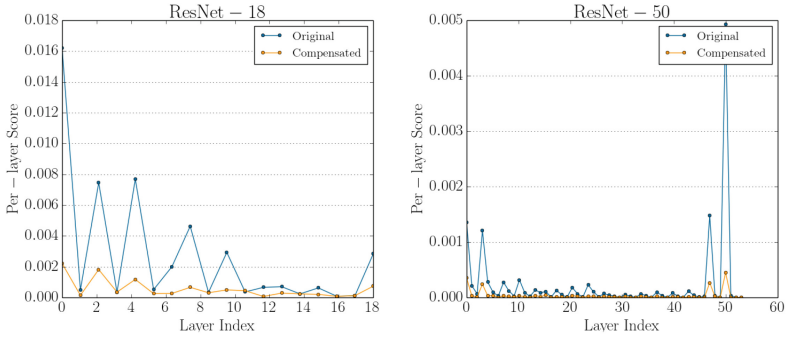 ResNet − 18
Per − layer Score
0.018
0.016
0.014
0.012
0.010
0.008
0.006
0.004
0.002
0.000
Original
Compensated
0 2 4 6 8 10 12 14 16 18
Layer Index
ResNet − 50
Per − layer Score
0.005
0.004
0.003
0.002
0.001
0.000
Original
Compensated
0 10 20 30 40 50 60
Layer Index